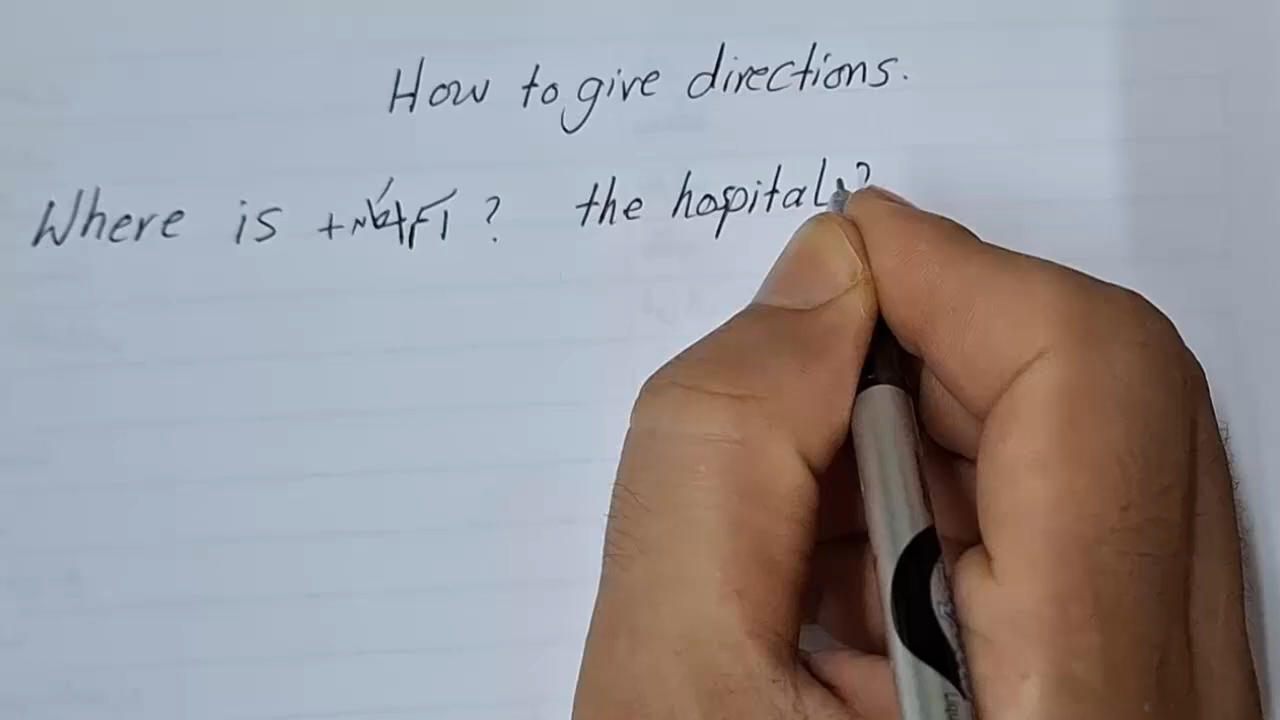 How to give directions.
Where is ? the hospital?